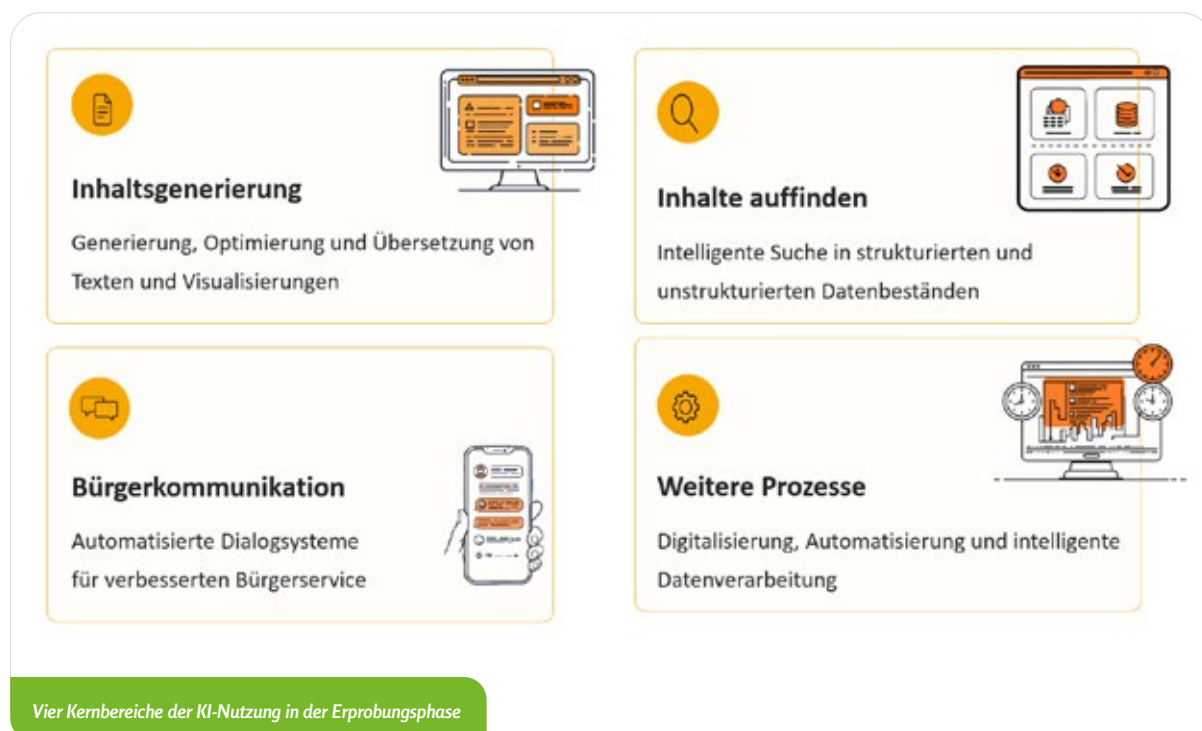 Inhaltsgenerierung
Generierung, Optimierung und Übersetzung von
Texten und Visualisierungen
Inhalte auffinden
Intelligente Suche in strukturierten und
unstrukturierten Datenbeständen
Bürgerkommunikation
Automatisierte Dialogsysteme
für verbesserten Bürgerservice
Weitere Prozesse
Digitalisierung, Automatisierung und intelligente
Datenverarbeitung
Vier Kernbereiche der KI-Nutzung in der Erprobungsphase